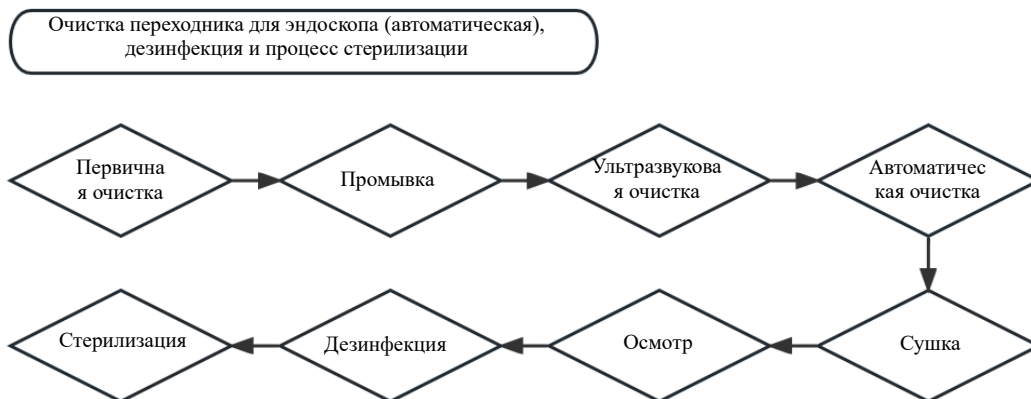 Очистка переходника для эндоскопа (автоматическая),
дезинфекция и процесс стерилизации
Первична
я очистка
Промывка
Ультразвукова
я очистка
Автоматичес
кая очистка
Стерилизация
Дезинфекция
Осмотр
Сушка